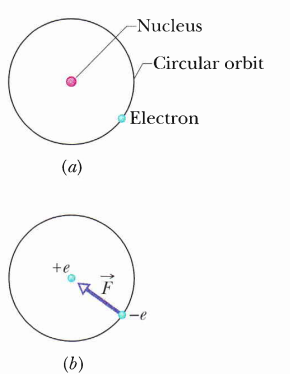 Nucleus
Circular orbit
Electron
(a)
+e
F
−e
(b)